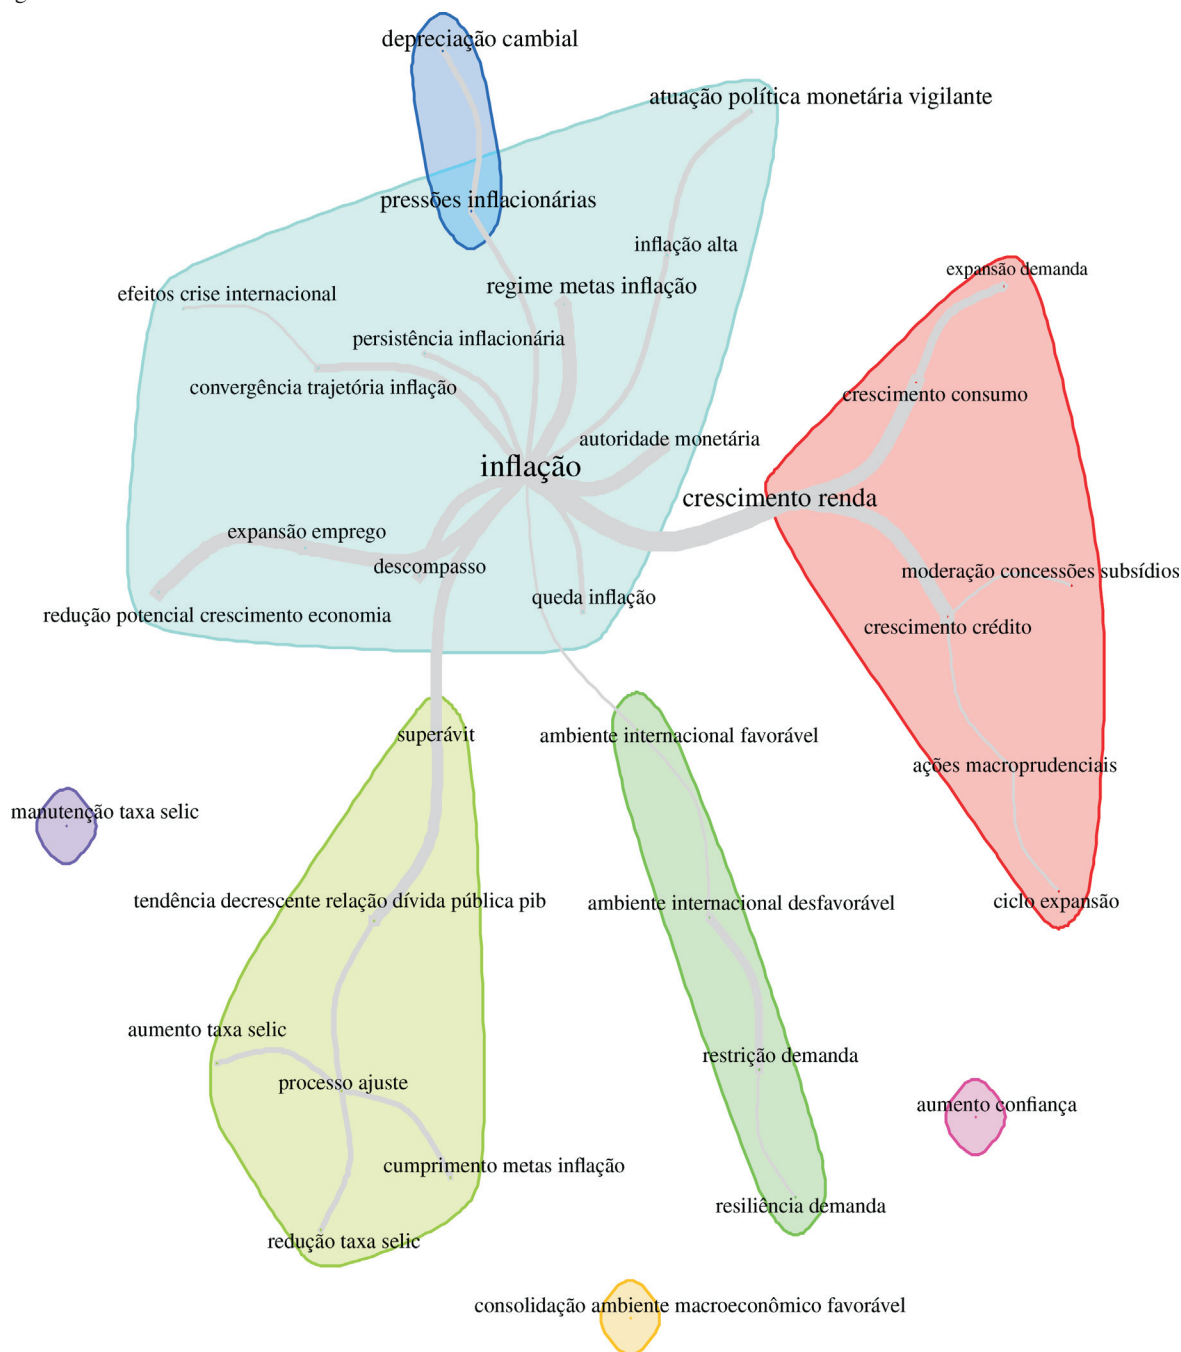 depreciação cambial
atuação política monetária vigilante
pressões inflacionárias
inflação alta
expansão demanda
regime metas inflação
efeitos crise internacional
persistência inflacionária
convergência trajetória inflação
crescimento consumo
autoridade monetária
inflação
crescimento renda
expansão emprego
descompasso
moderação concessões subsídios
queda inflação
redução potencial crescimento economia
crescimento crédito
superávit
ambiente internacional favorável
ações macroprudenciais
manutenção taxa selic
tendência decrescente relação dívida pública pib
ambiente internacional desfavorável
ciclo expansão
aumento taxa selic
restrição demanda
processo ajuste
aumento confiança
cumprimento metas inflação
resiliência demanda
redução taxa selic
consolidação ambiente macroeconômico favorável